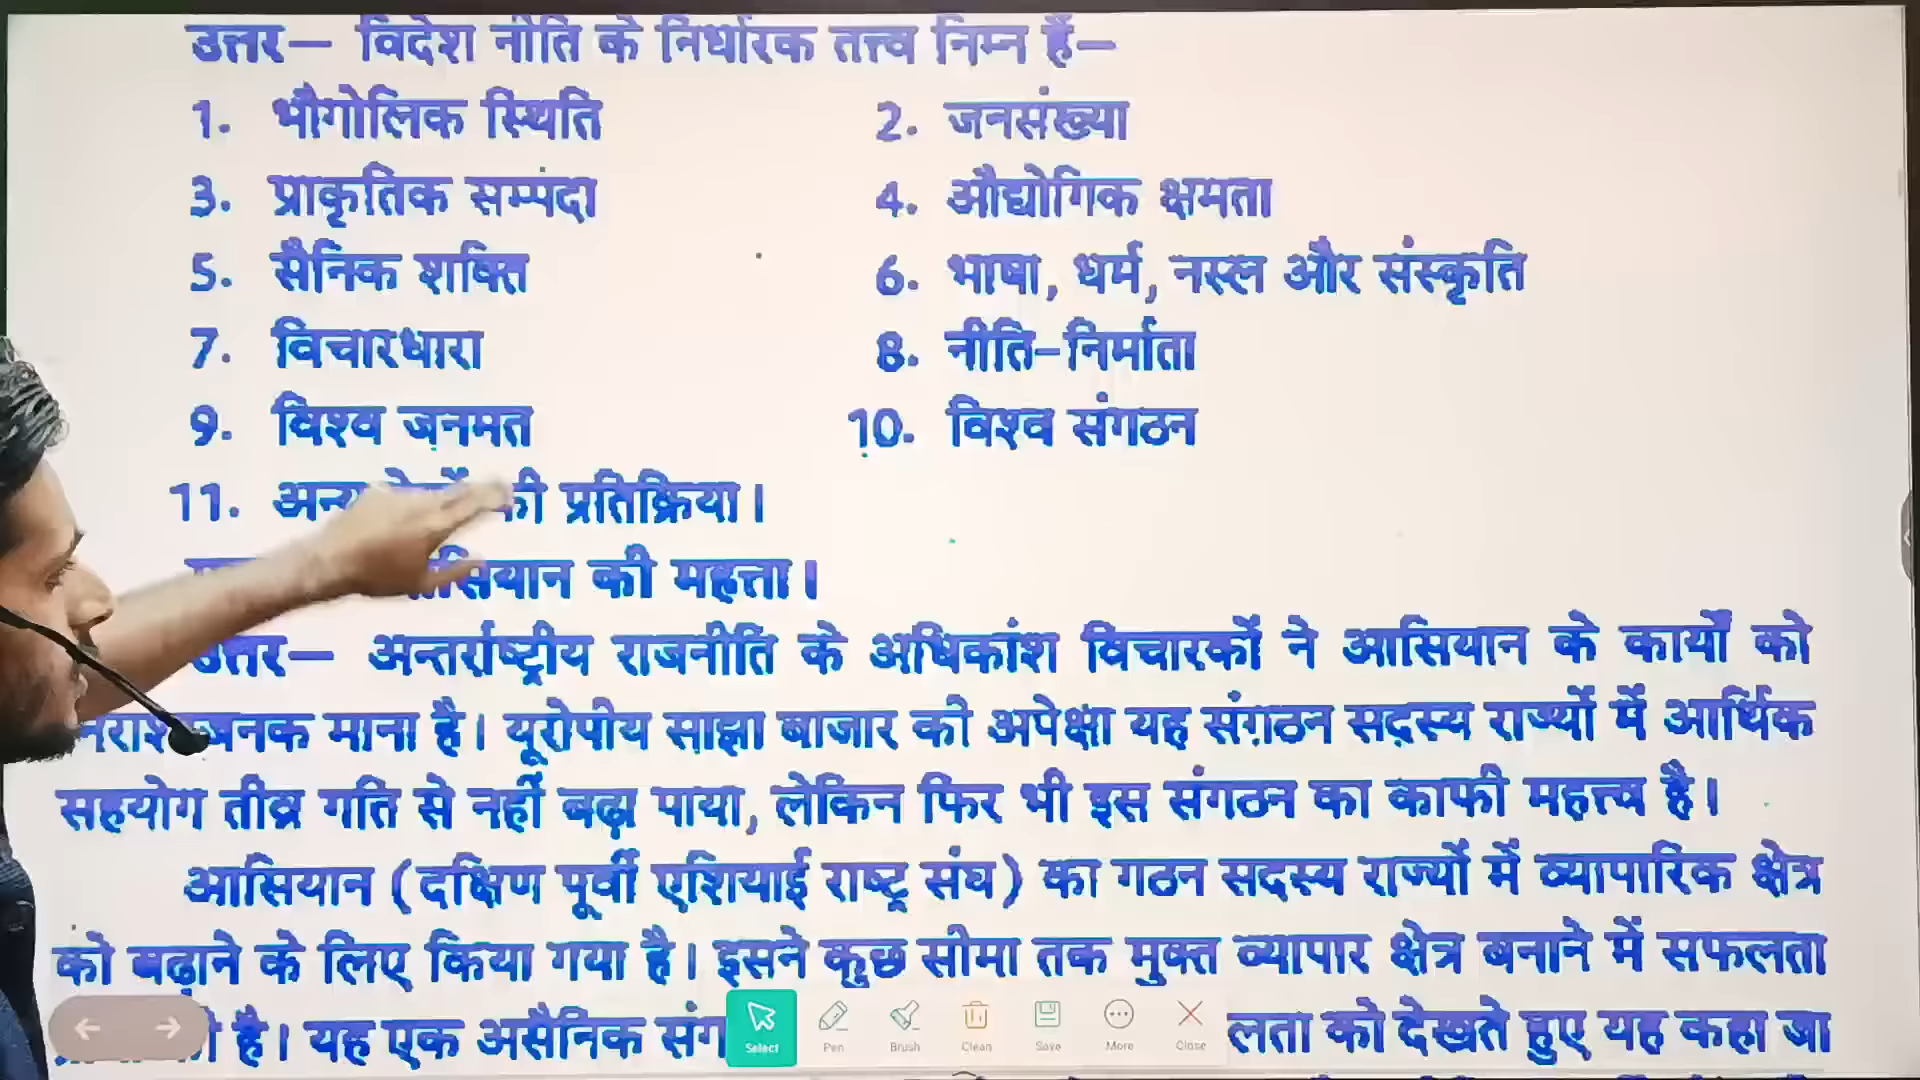 उत्तर— विदेश नीति के निर्धारक तत्त्व निम्न हैं—
1. भौगोलिक स्थिति 2. जनसंख्या
3. प्राकृतिक सम्पदा 4. औद्योगिक क्षमता
5. सैनिक शक्ति 6. भाषा, धर्म, नस्ल और संस्कृति
7. विचारधारा 8. नीति-निर्माता
9. विश्व जनमत 10. विश्व संगठन
11. की प्रतिक्रिया।
की महत्ता।
उत्तर— अन्तर्राष्ट्रीय राजनीति के अधिकांश विचारकों ने आसियान के कार्यों को
माना है। यूरोपीय साझा बाजार की अपेक्षा यह संगठन सदस्य राज्यों में आर्थिक
सहयोग तीव्र गति से नहीं बढ़ा पाया, लेकिन फिर भी इस संगठन का काफी महत्त्व है।
आसियान (दक्षिण पूर्वी एशियाई राष्ट्र संघ) का गठन सदस्य राज्यों में व्यापारिक क्षेत्र
को बढ़ाने के लिए किया गया है। इसने कुछ सीमा तक मुक्त व्यापार क्षेत्र बनाने में सफलता
है। यह एक असैनिक को देखते हुए यह कहा जा
Select Pen Brush Clean Save More Close